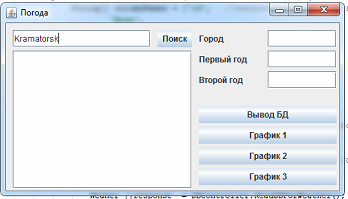 Погода
Kramatorsk
Поиск
Город
Первый год
Второй год
Вывод БД
График 1
График 2
График 3